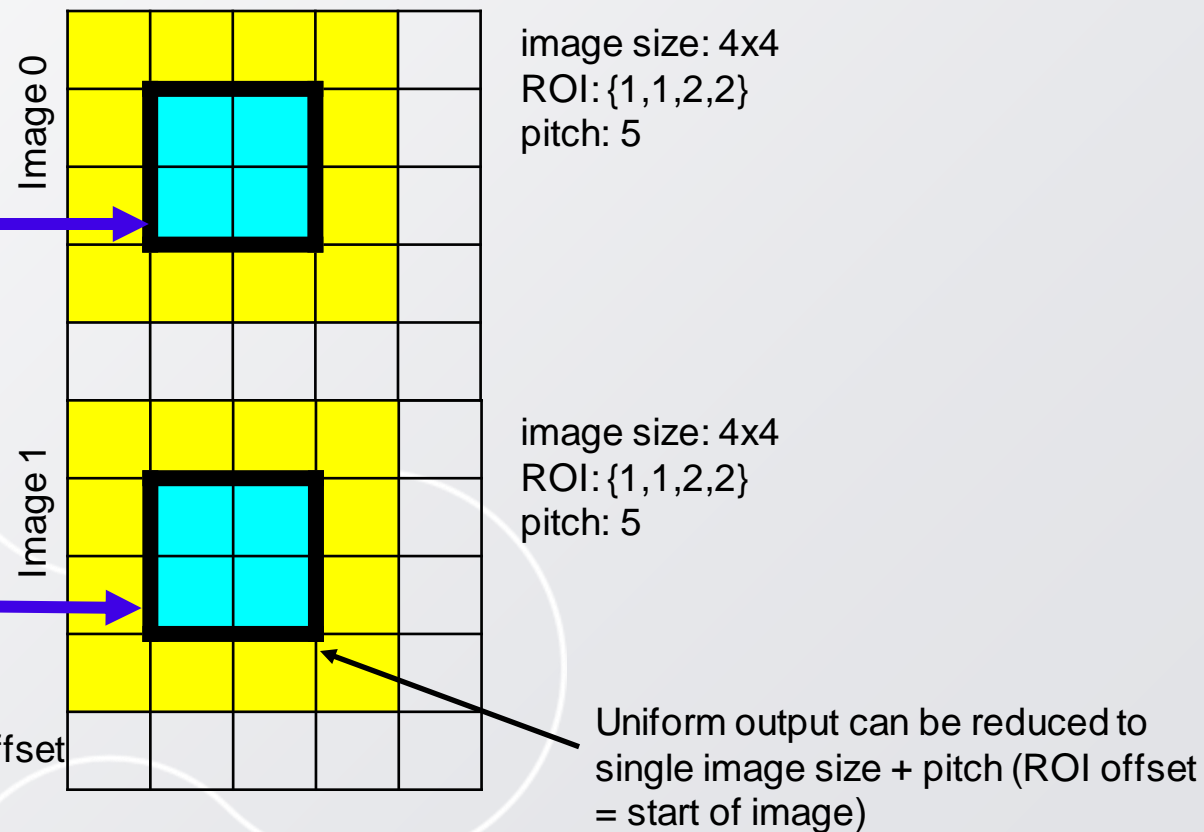 Image 0
image size: 4x4
ROI: {1,1,2,2}
pitch: 5
Image 1
image size: 4x4
ROI: {1,1,2,2}
pitch: 5
ffset
Uniform output can be reduced to
single image size + pitch (ROI offset
= start of image)